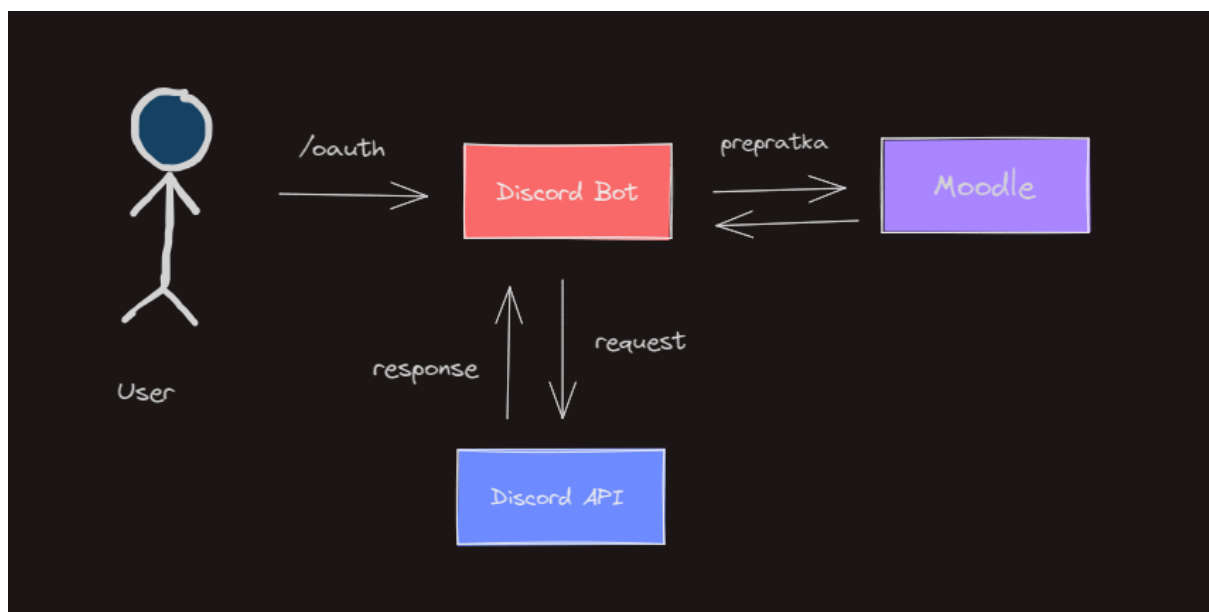 /oauth
prepratka
Discord Bot
Moodle
response
request
User
Discord API